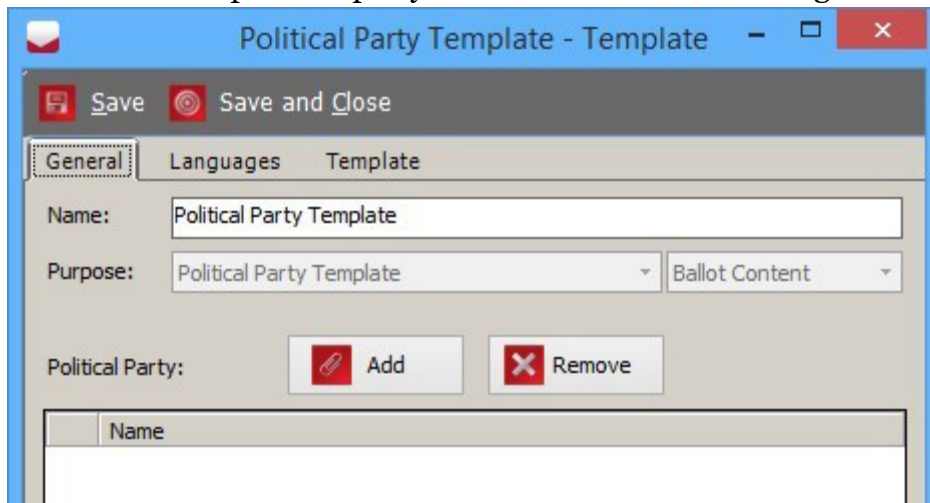 Political Party Template - Template
Save Save and Close
General Languages Template
Name: Political Party Template
Purpose: Political Party Template Ballot Content
Political Party: Add Remove
Name